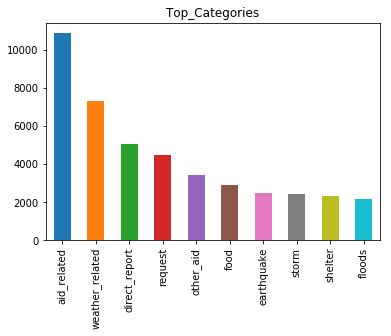 Top_Categories
10000
8000
6000
4000
2000
0
aid_related
weather_related
direct_report
request
other_aid
food
earthquake
storm
shelter
floods